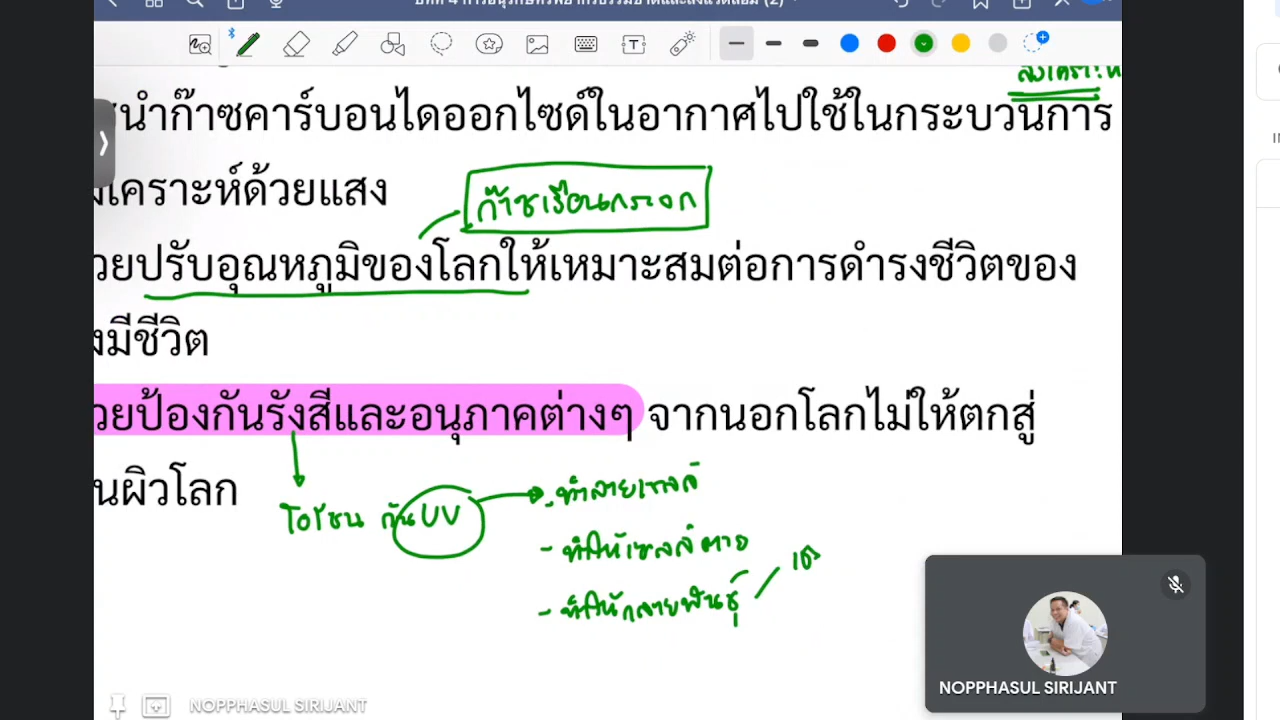 สังเคราะห์
นำก๊าซคาร์บอนไดออกไซด์ในอากาศไปใช้ในกระบวนการ
งเคราะห์ด้วยแสง
ก๊าซเรือนกระจก
วยปรับอุณหภูมิของโลกให้เหมาะสมต่อการดำรงชีวิตของ
งมีชีวิต
วยป้องกันรังสีและอนุภาคต่างๆ จากนอกโลกไม่ให้ตกสู่
นผิวโลก
โอโซน กัน UV
- ทำลายเซลล์
- ทำให้เซลล์ตาย
- ทำให้กลายพันธุ์
NOPPHASUL SIRIJANT
NOPPHASUL SIRIJANT